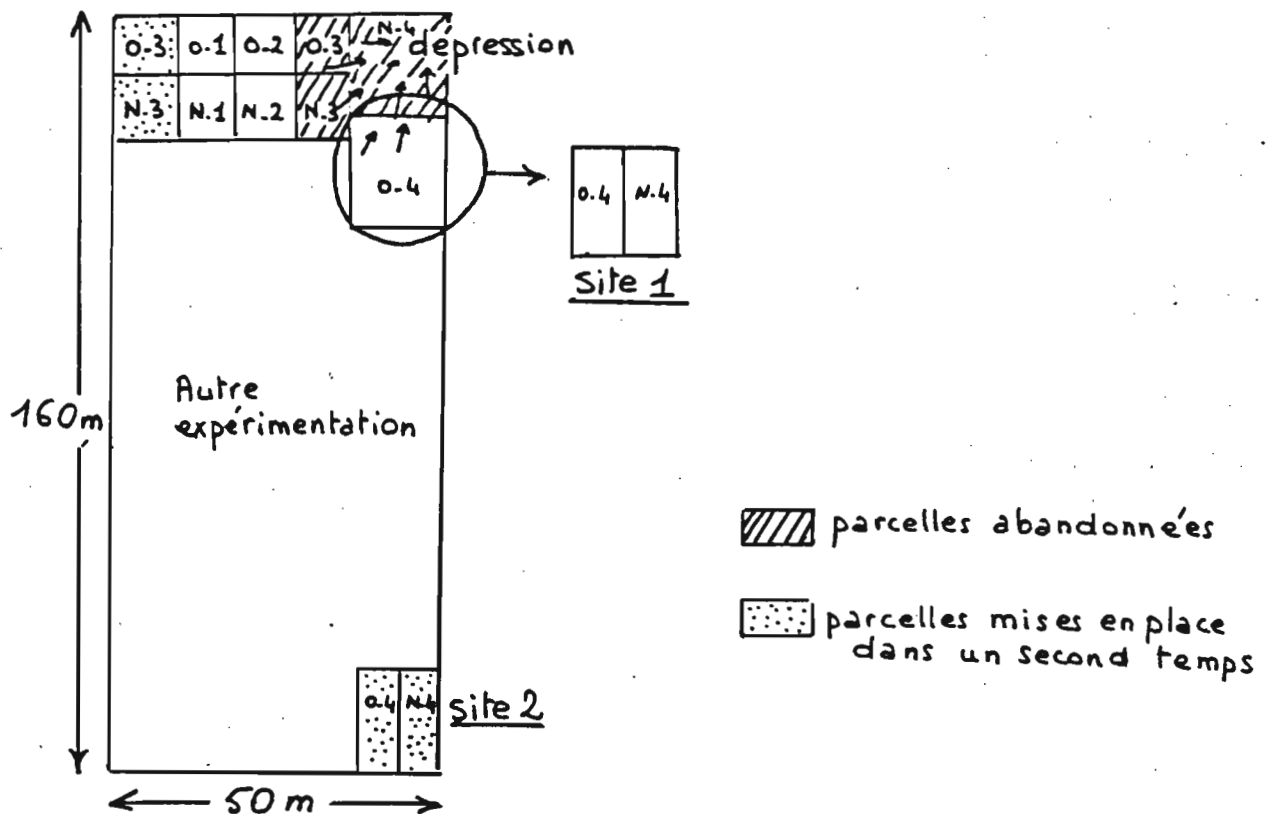 O.3 O.1 O.2 O.3 N.4 dépression
N.3 N.1 N.2 N.3
O.4
O.4 N.4
Site 1
Autre
expérimentation
160m
parcelles abandonnées
parcelles mises en place
dans un second temps
O.4 N.4 site 2
50 m